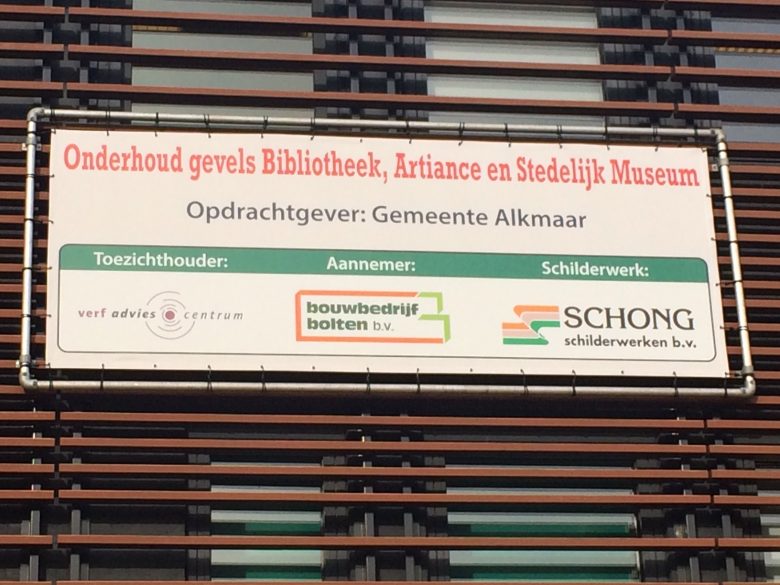 Onderhoud gevels Bibliotheek, Artiance en Stedelijk Museum
Opdrachtgever: Gemeente Alkmaar
Toezichthouder: Aannemer: Schilderwerk:
verf advies centrum
bouwbedrijf
bolten b.v.
SCHONG
schilderwerken b.v.